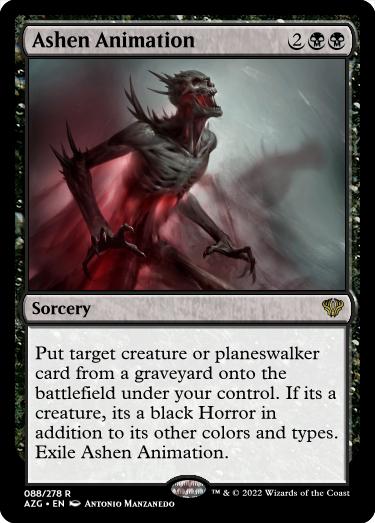 Ashen Animation 2
Sorcery
Put target creature or planeswalker
card from a graveyard onto the
battlefield under your control. If its a
creature, its a black Horror in
addition to its other colors and types.
Exile Ashen Animation.
088/278 R
AZG • EN Antonio Manzanedo
™ & © 2022 Wizards of the Coast